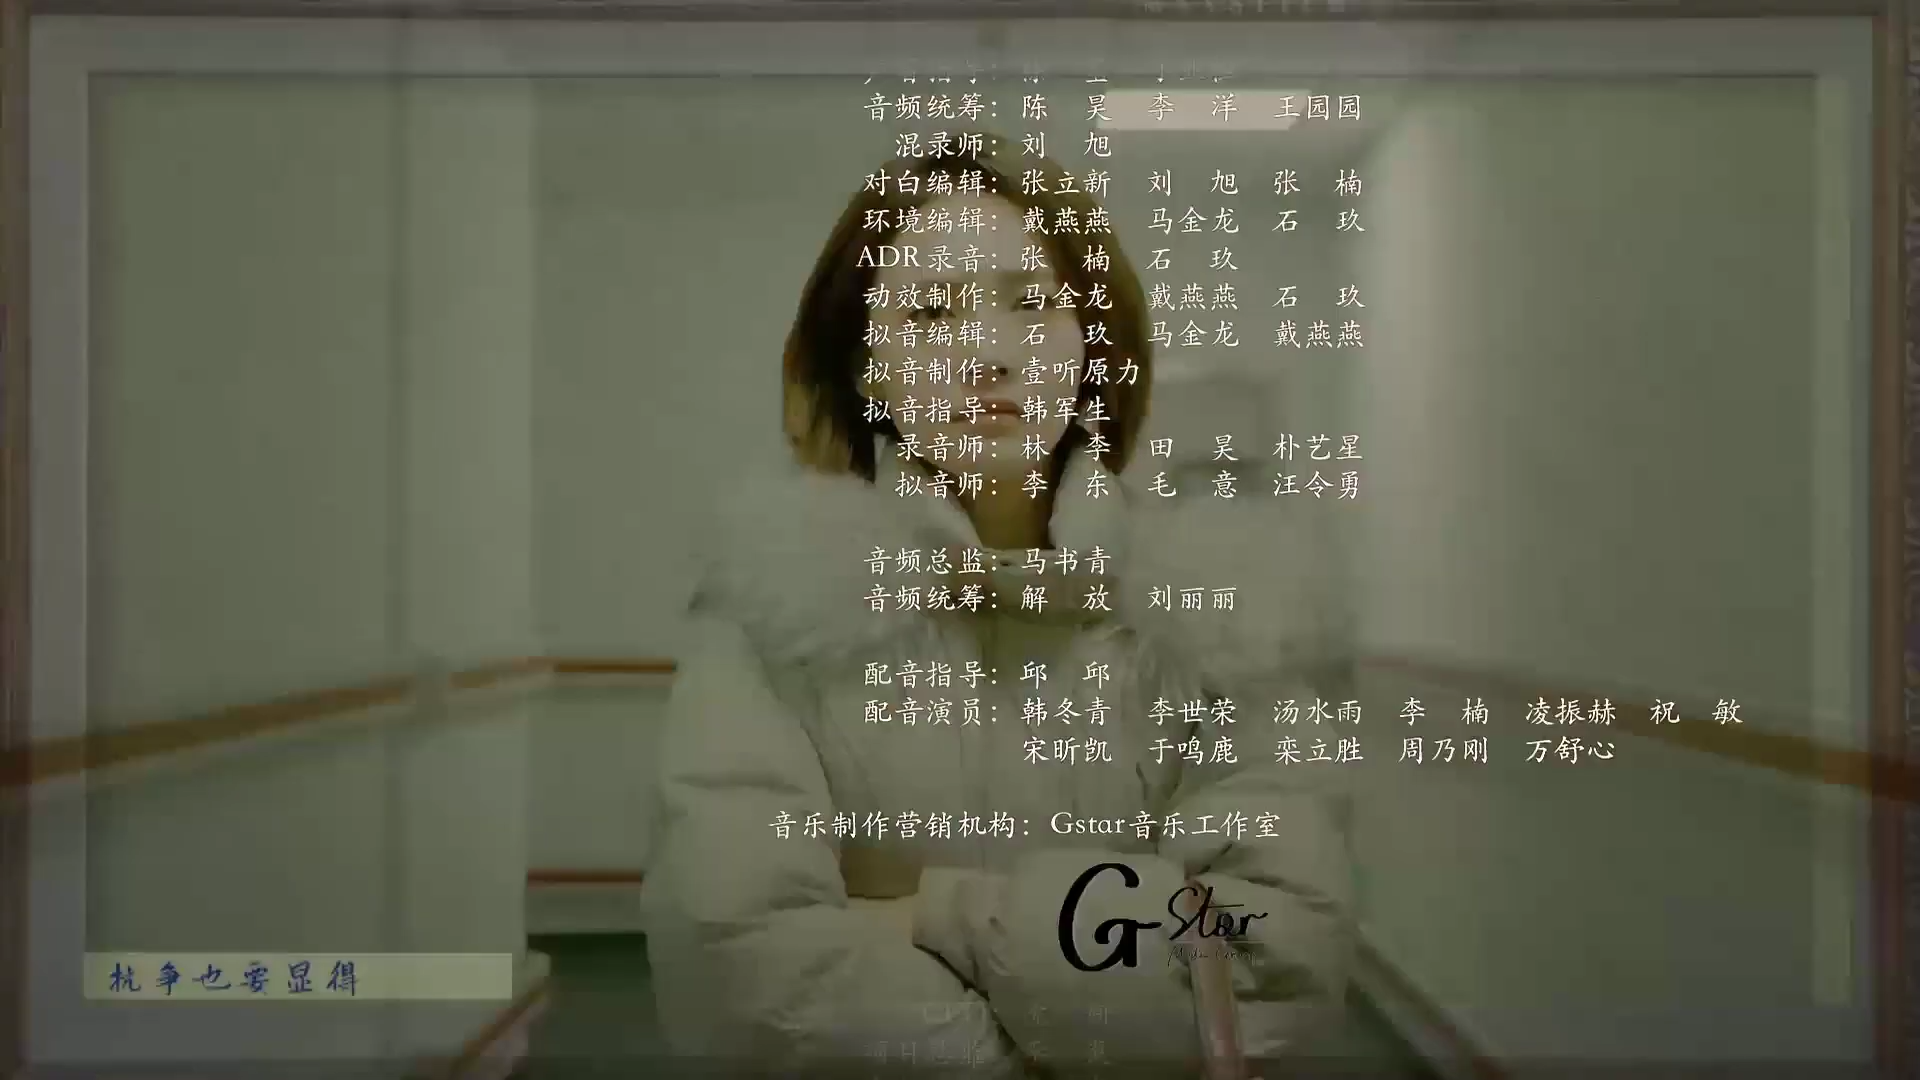 音频统筹：陈　昊　李　洋　王园园
混录师：刘　旭
对白编辑：张立新　刘　旭　张　楠
环境编辑：戴燕燕　马金龙　石　玖
ADR录音：张　楠　石　玖
动效制作：马金龙　戴燕燕　石　玖
拟音编辑：石　玖　马金龙　戴燕燕
拟音制作：壹听原力
拟音指导：韩军生
录音师：林　李　田　昊　朴艺星
拟音师：李　东　毛　意　汪令勇
音频总监：马书青
音频统筹：解　放　刘丽丽
配音指导：邱　邱
配音演员：韩冬青　李世荣　汤水雨　李　楠　凌振赫　祝　敏
宋昕凯　于鸣鹿　栾立胜　周乃刚　万舒心
音乐制作营销机构：Gstar音乐工作室
G-Star
抗争也要显得